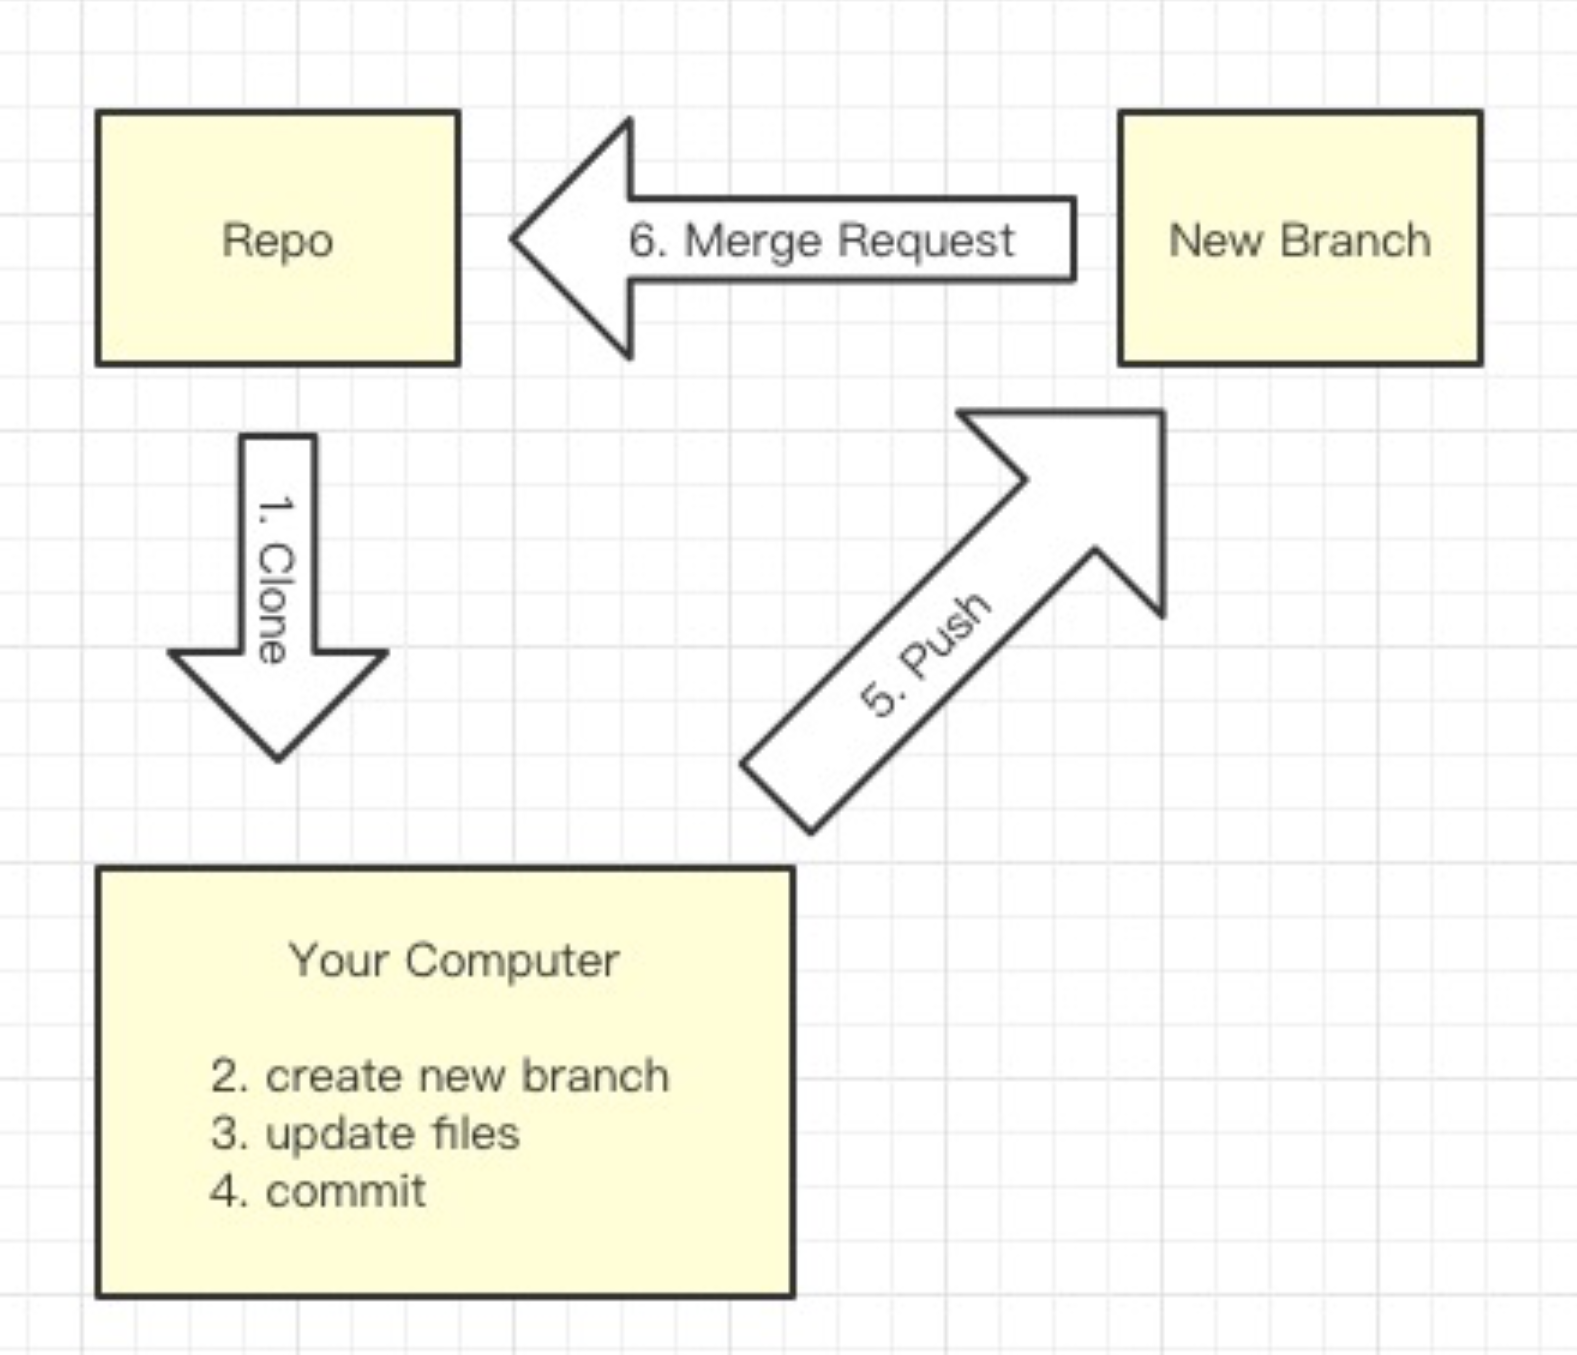 Repo
6. Merge Request
New Branch
1. Clone
5. Push
Your Computer
2. create new branch
3. update files
4. commit